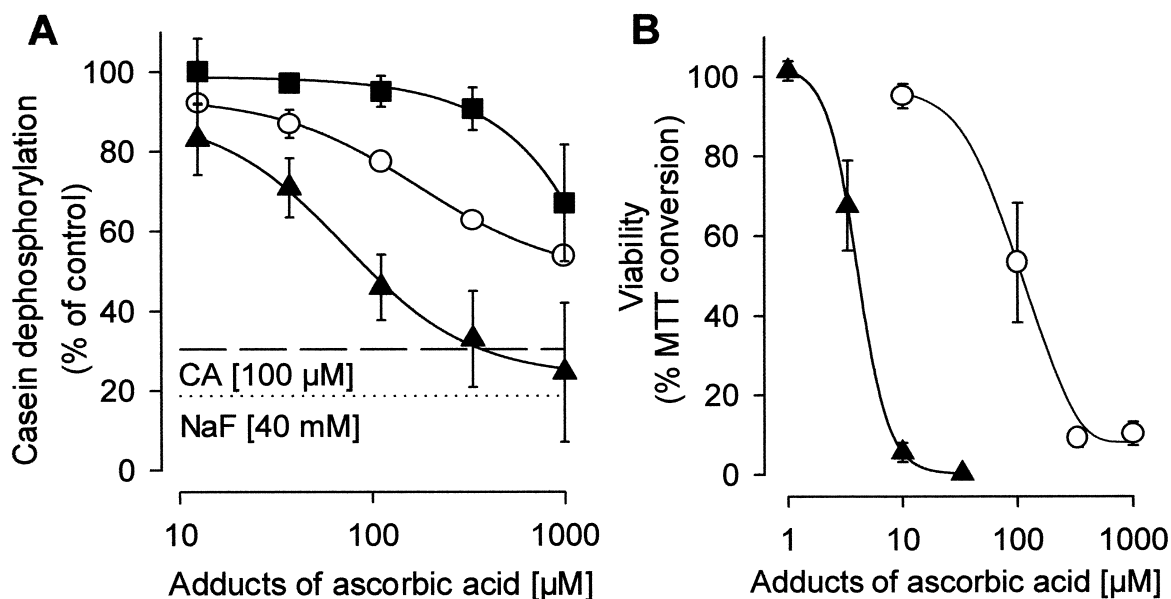 A
Casein dephosphorylation
(% of control)
100
80
60
40
20
0
CA [100 µM]
NaF [40 mM]
10
100
1000
Adducts of ascorbic acid [µM]
B
Viability
(% MTT conversion)
100
80
60
40
20
0
1
10
100
1000
Adducts of ascorbic acid [µM]